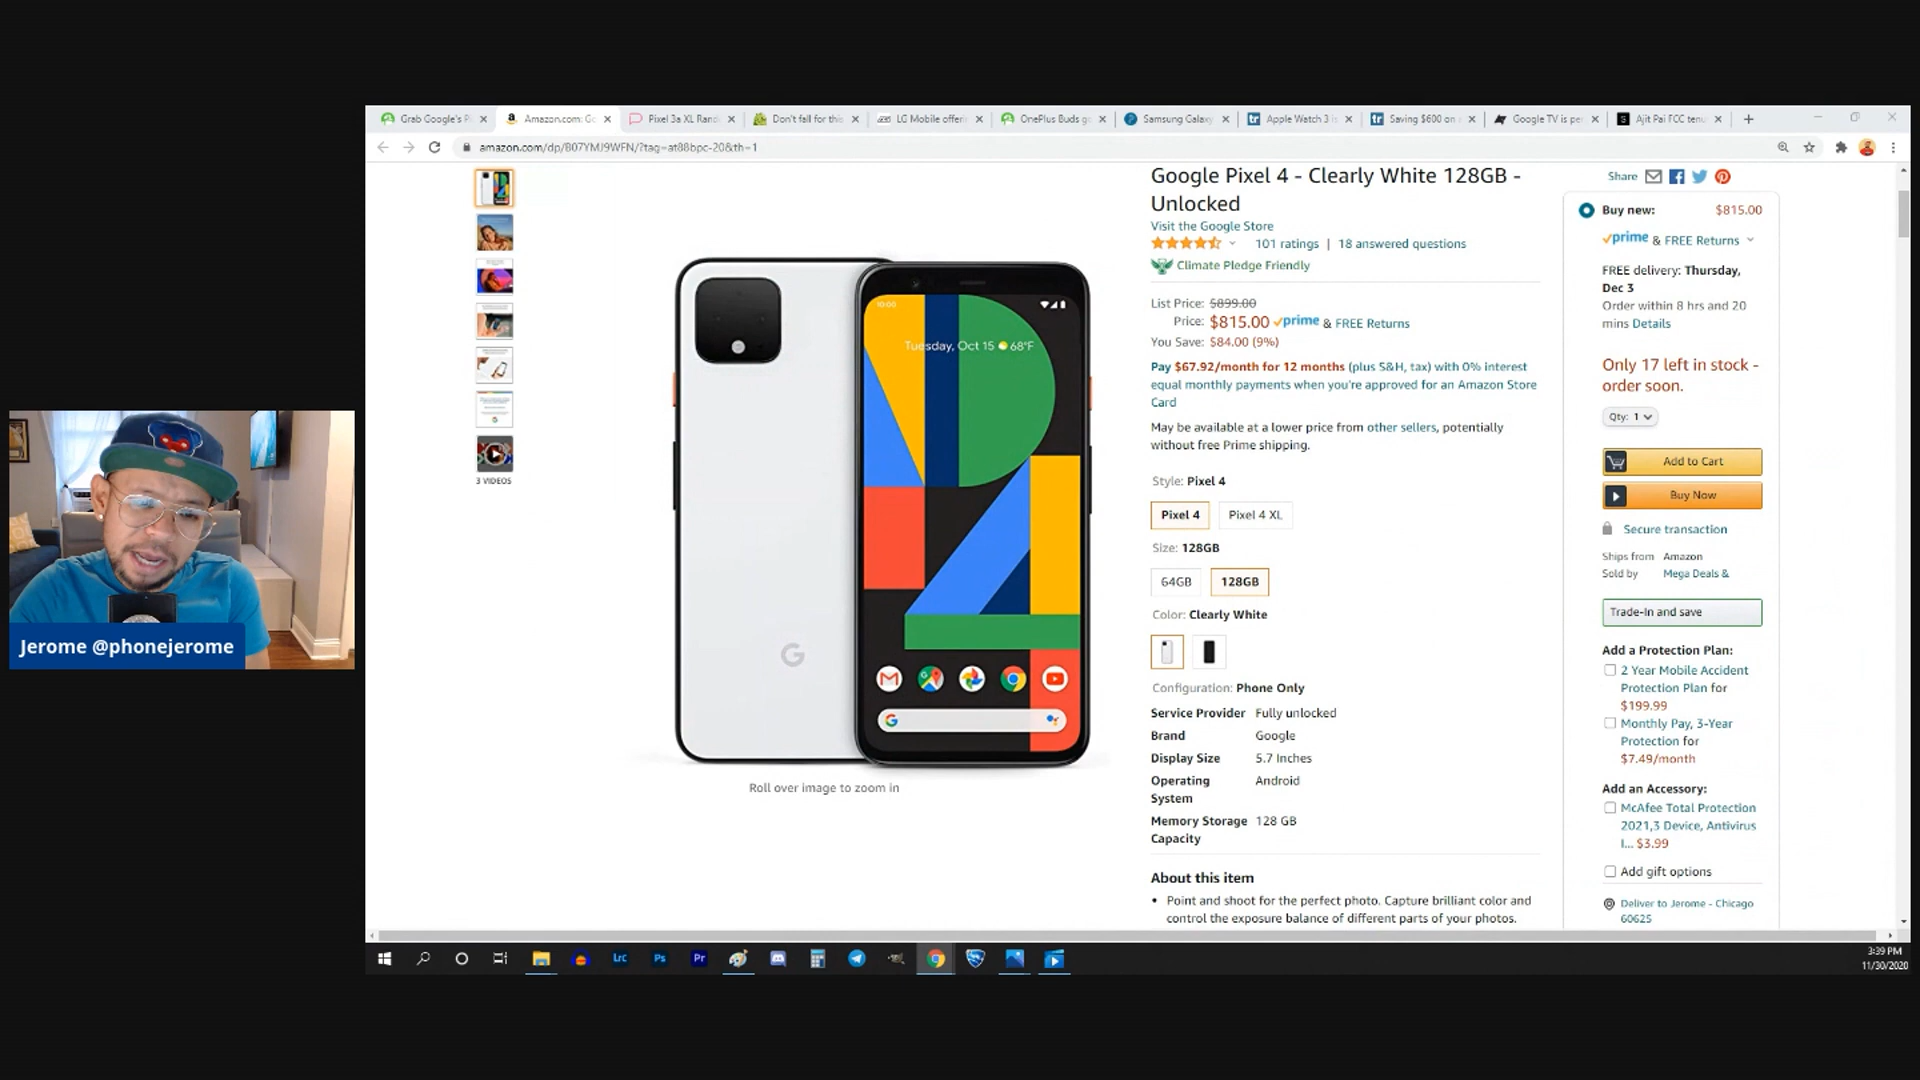 Grab Google's Pi
Amazon.com: Go
Pixel 3a XL Rand
Don't fall for this
LG Mobile offerin
OnePlus Buds g
Samsung Galaxy
Apple Watch 3 is
Saving $600 on a
Google TV is per
Ajit Pai FCC tenu
amazon.com/dp/B07YMJ9WFN/?tag=at88bpc-20&th=1
3 VIDEOS
10:00
Tuesday, Oct 15 68°F
G
Roll over image to zoom in
Google Pixel 4 - Clearly White 128GB -
Unlocked
Visit the Google Store
101 ratings | 18 answered questions
Climate Pledge Friendly
List Price: $899.00
Price: $815.00 prime & FREE Returns
You Save: $84.00 (9%)
Pay $67.92/month for 12 months (plus S&H, tax) with 0% interest
equal monthly payments when you're approved for an Amazon Store
Card
May be available at a lower price from other sellers, potentially
without free Prime shipping.
Style: Pixel 4
Pixel 4 Pixel 4 XL
Size: 128GB
64GB 128GB
Color: Clearly White
Configuration: Phone Only
Service Provider Fully unlocked
Brand Google
Display Size 5.7 Inches
Operating Android
System
Memory Storage 128 GB
Capacity
About this item
• Point and shoot for the perfect photo. Capture brilliant color and
control the exposure balance of different parts of your photos.
Share
Buy new: $815.00
prime & FREE Returns
FREE delivery: Thursday,
Dec 3
Order within 8 hrs and 20
mins Details
Only 17 left in stock -
order soon.
Qty: 1
Add to Cart
Buy Now
Secure transaction
Ships from Amazon
Sold by Mega Deals &
Trade-In and save
Add a Protection Plan:
2 Year Mobile Accident
Protection Plan for
$199.99
Monthly Pay, 3-Year
Protection for
$7.49/month
Add an Accessory:
McAfee Total Protection
2021,3 Device, Antivirus
I... $3.99
Add gift options
Deliver to Jerome - Chicago
60625
Jerome @phonejerome
Lrc
Ps
Pr
3:39 PM
11/30/2020